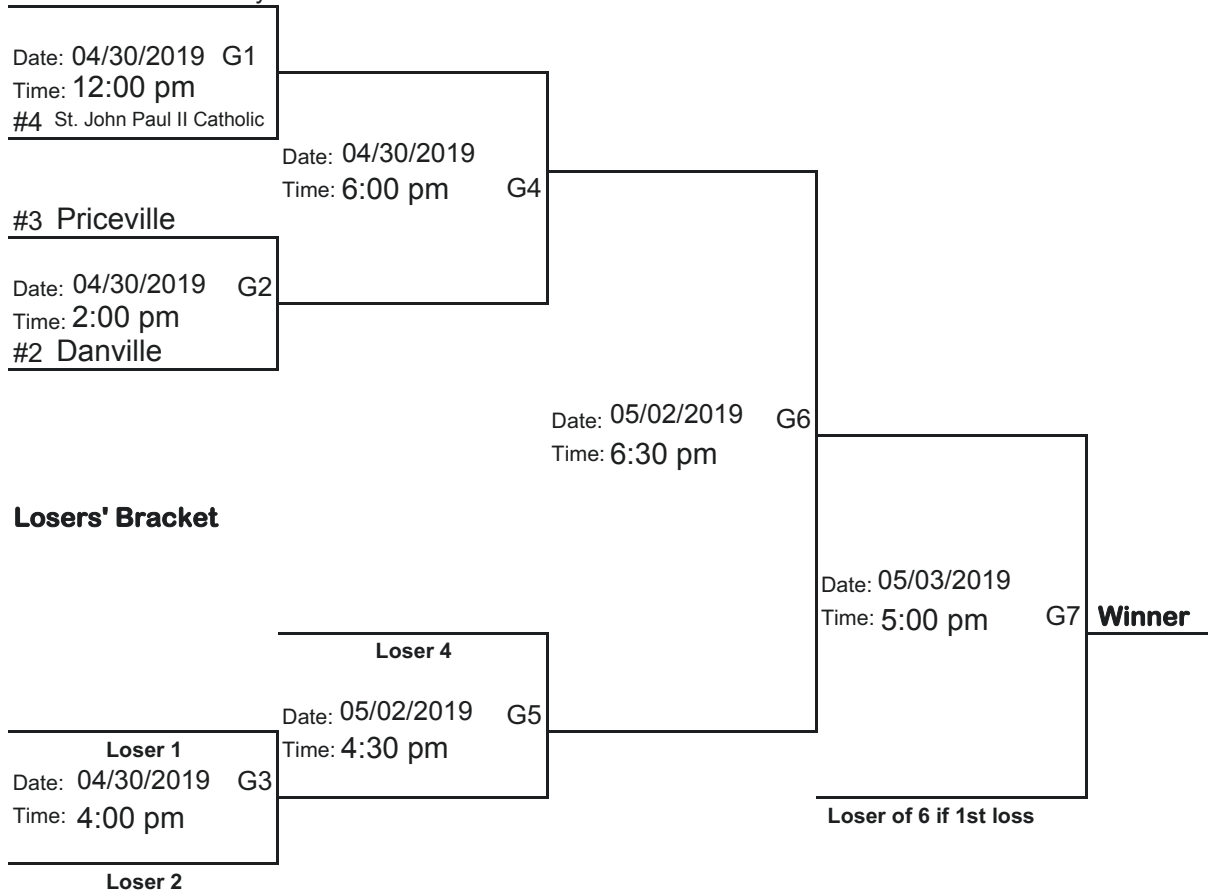 Date: 04/30/2019 G1
Time: 12:00 pm
#4 St. John Paul II Catholic
Date: 04/30/2019
Time: 6:00 pm G4
#3 Priceville
Date: 04/30/2019 G2
Time: 2:00 pm
#2 Danville
Date: 05/02/2019 G6
Time: 6:30 pm
Losers' Bracket
Date: 05/03/2019
Time: 5:00 pm G7 Winner
Loser 4
Date: 05/02/2019 G5
Time: 4:30 pm
Loser 1
Date: 04/30/2019 G3
Time: 4:00 pm
Loser of 6 if 1st loss
Loser 2